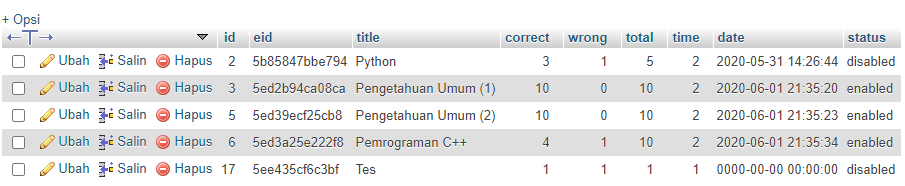 + Opsi
id eid title correct wrong total time date status
Ubah Salin Hapus 2 5b85847bbe794 Python 3 1 5 2 2020-05-31 14:26:44 disabled
Ubah Salin Hapus 3 5ed2b94ca08ca Pengetahuan Umum (1) 10 0 10 2 2020-06-01 21:35:20 enabled
Ubah Salin Hapus 5 5ed39ecf25cb8 Pengetahuan Umum (2) 10 0 10 2 2020-06-01 21:35:23 enabled
Ubah Salin Hapus 6 5ed3a25e222f8 Pemrograman C++ 4 1 10 2 2020-06-01 21:35:34 enabled
Ubah Salin Hapus 17 5ee435cf6c3bf Tes 1 1 1 1 0000-00-00 00:00:00 disabled